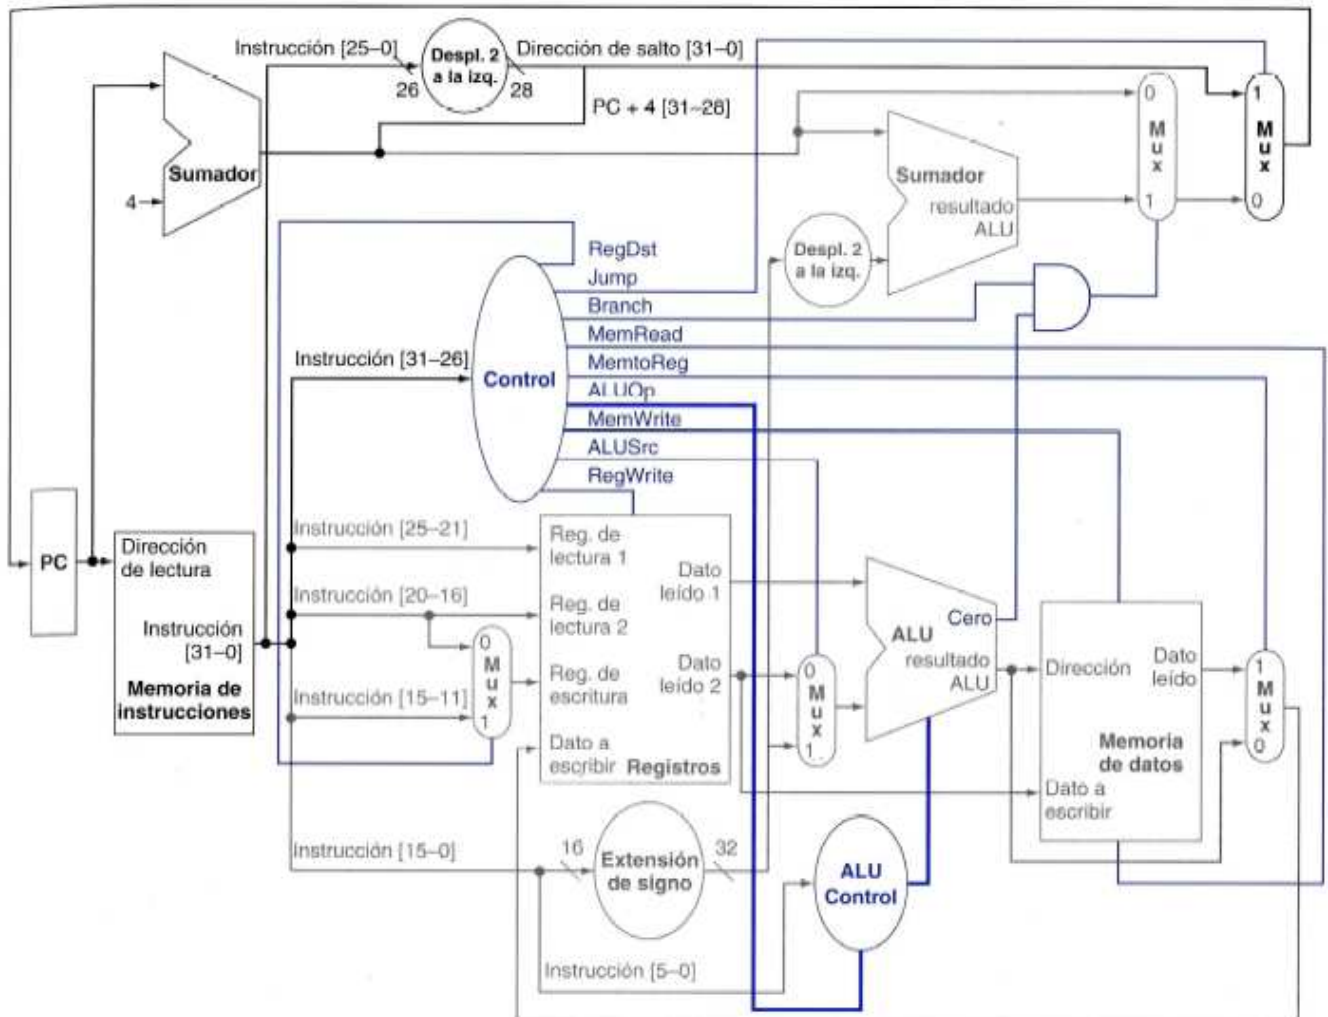 Instrucción [25–0]
26
Despl. 2
a la izq.
28
Dirección de salto [31–0]
PC + 4 [31–28]
Sumador
4
0
M
u
x
1
1
M
u
x
0
Sumador
resultado
ALU
Despl. 2
a la izq.
RegDst
Jump
Branch
MemRead
MemtoReg
ALUOp
MemWrite
ALUSrc
RegWrite
Instrucción [31–26]
Control
PC
Dirección
de lectura
Instrucción
[31–0]
Memoria de
instrucciones
Instrucción [25–21]
Instrucción [20–16]
Instrucción [15–11]
0
M
u
x
1
Reg. de
lectura 1
Reg. de
lectura 2
Reg. de
escritura
Dato a
escribir
Registros
Dato
leído 1
Dato
leído 2
0
M
u
x
1
Cero
ALU
resultado
ALU
Dirección
Dato
leído
Memoria
de datos
Dato a
escribir
1
M
u
x
0
Instrucción [15–0]
16
Extensión
de signo
32
ALU
Control
Instrucción [5–0]